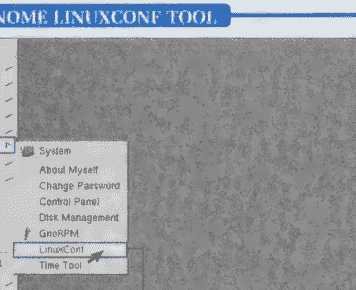 NOME LINUXCONF TOOL
System
About Myself
Change Password
Control Panel
Disk Management
GnoRPM
LinuxConf
Time Tool